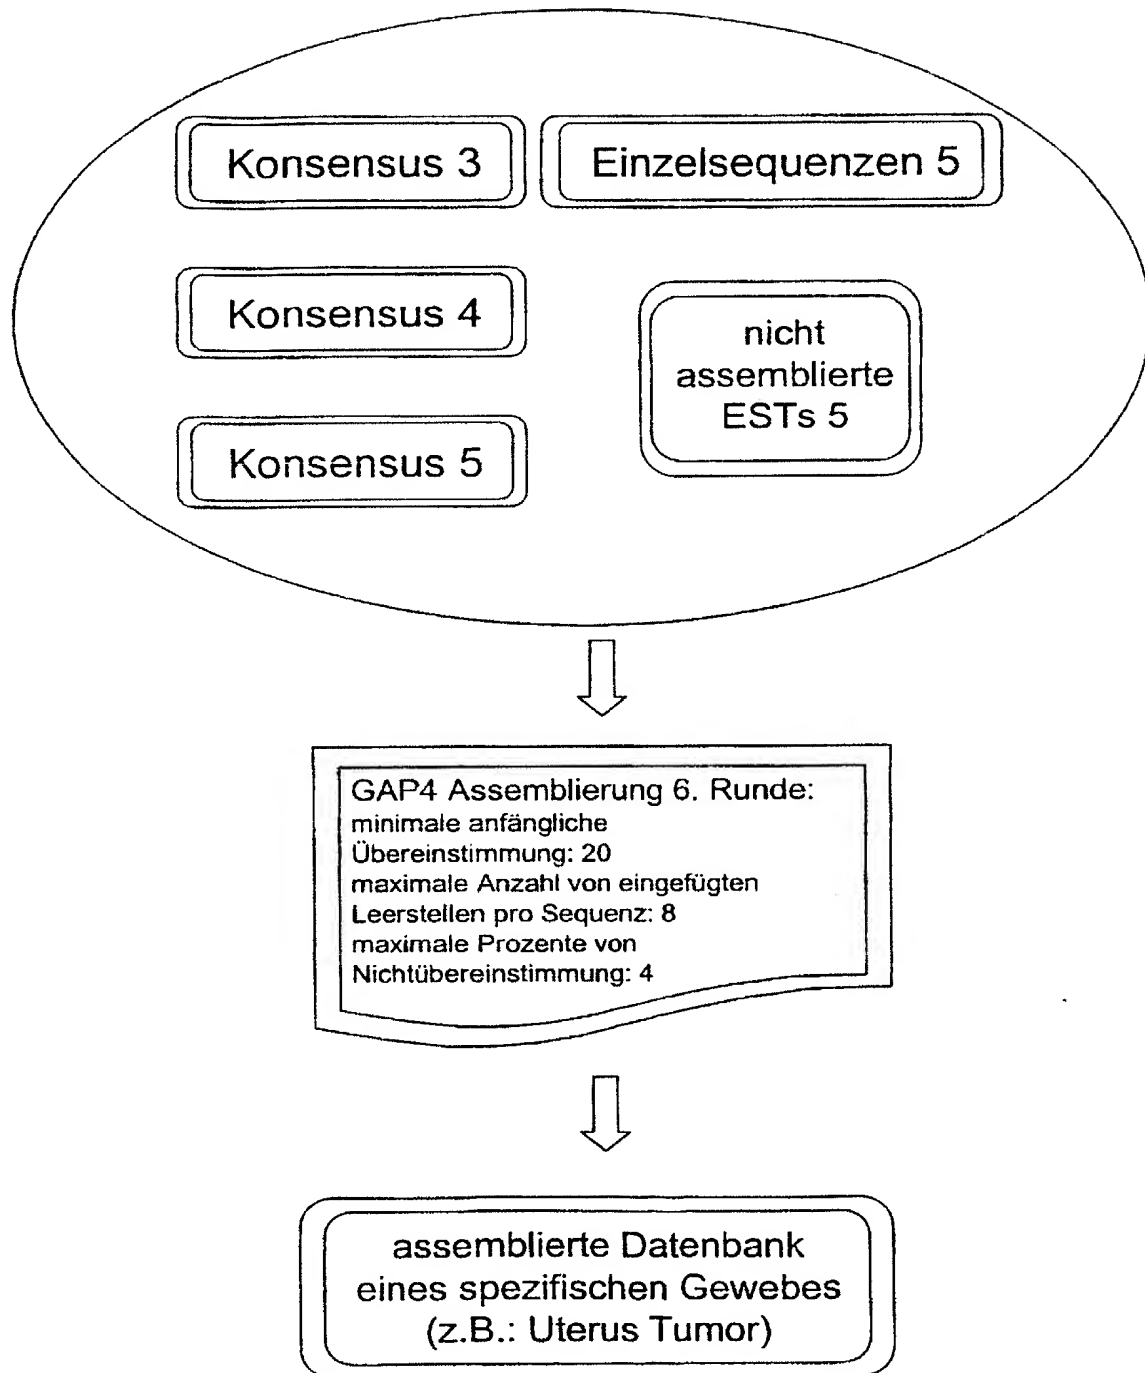 Konsensus 3
Einzelsequenzen 5
Konsensus 4
nicht
assemblierte
ESTs 5
Konsensus 5
GAP4 Assemblierung 6. Runde:
minimale anfängliche
Übereinstimmung: 20
maximale Anzahl von eingefügten
Leerstellen pro Sequenz: 8
maximale Prozente von
Nichtübereinstimmung: 4
assemblierte Datenbank
eines spezifischen Gewebes
(z.B.: Uterus Tumor)